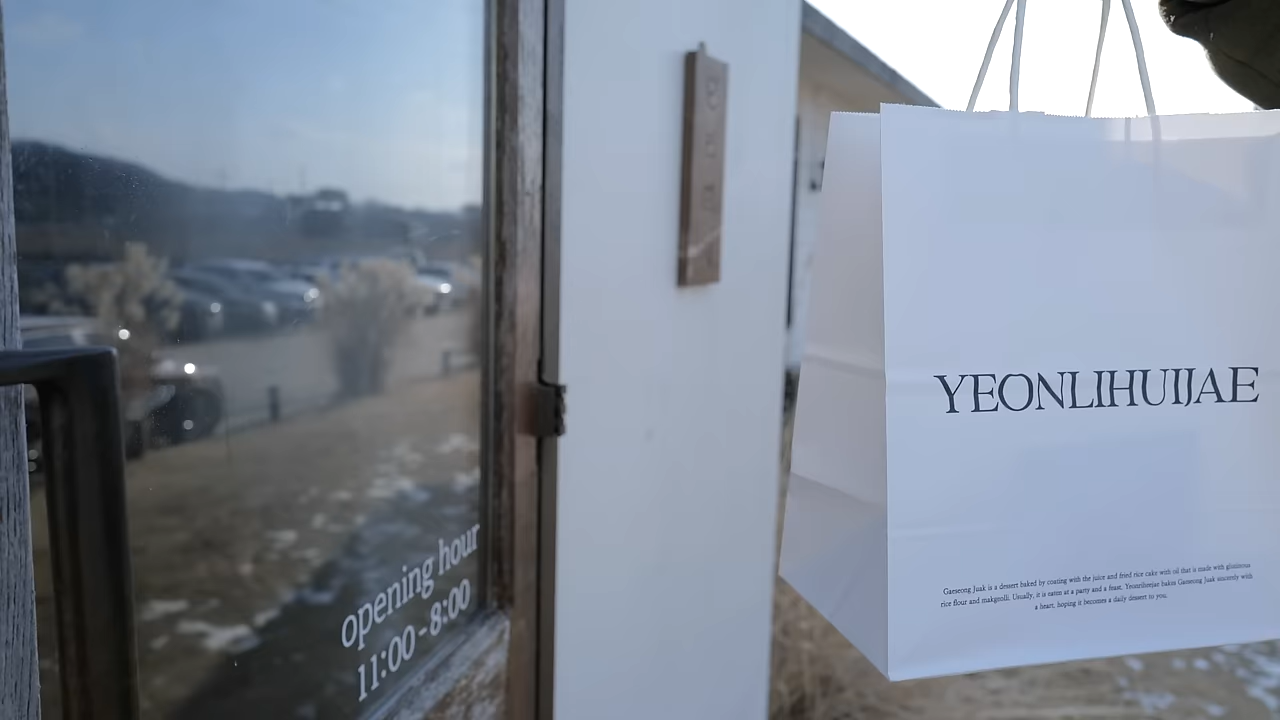 opening hour
11:00 - 8:00
YEONLIHUIJAE
Gaeseong Juak is a dessert baked by coating with the juice and fried rice cake with oil that is made with glutinous
rice flour and makgeolli. Usually, it is eaten at a party and a feast. Yeonriheejae bakes Gaeseong Juak sincerely with
a heart, hoping it becomes a daily dessert to you.